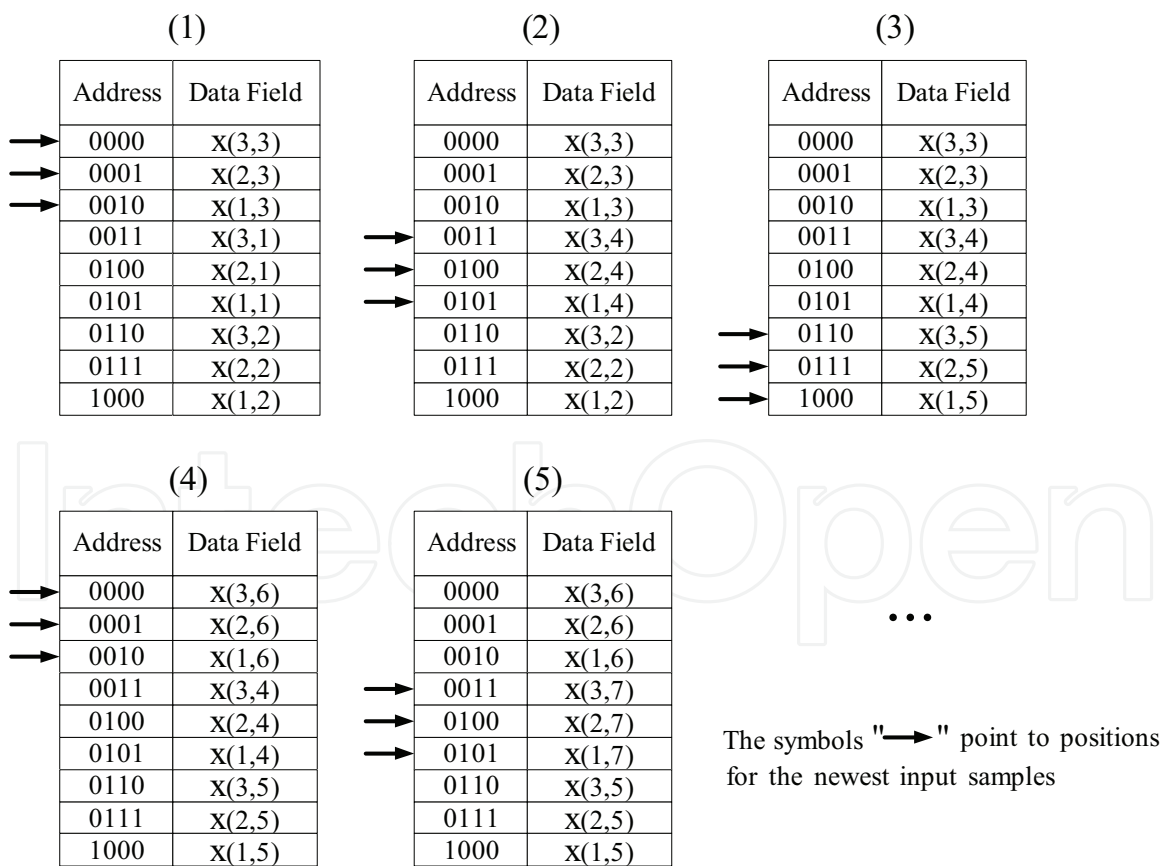 (1)
Address Data Field
0000 x(3,3)
0001 x(2,3)
0010 x(1,3)
0011 x(3,1)
0100 x(2,1)
0101 x(1,1)
0110 x(3,2)
0111 x(2,2)
1000 x(1,2)
(2)
Address Data Field
0000 x(3,3)
0001 x(2,3)
0010 x(1,3)
0011 x(3,4)
0100 x(2,4)
0101 x(1,4)
0110 x(3,2)
0111 x(2,2)
1000 x(1,2)
(3)
Address Data Field
0000 x(3,3)
0001 x(2,3)
0010 x(1,3)
0011 x(3,4)
0100 x(2,4)
0101 x(1,4)
0110 x(3,5)
0111 x(2,5)
1000 x(1,5)
(4)
Address Data Field
0000 x(3,6)
0001 x(2,6)
0010 x(1,6)
0011 x(3,4)
0100 x(2,4)
0101 x(1,4)
0110 x(3,5)
0111 x(2,5)
1000 x(1,5)
(5)
Address Data Field
0000 x(3,6)
0001 x(2,6)
0010 x(1,6)
0011 x(3,7)
0100 x(2,7)
0101 x(1,7)
0110 x(3,5)
0111 x(2,5)
1000 x(1,5)
...
The symbols "→" point to positions
for the newest input samples
IntechOpen